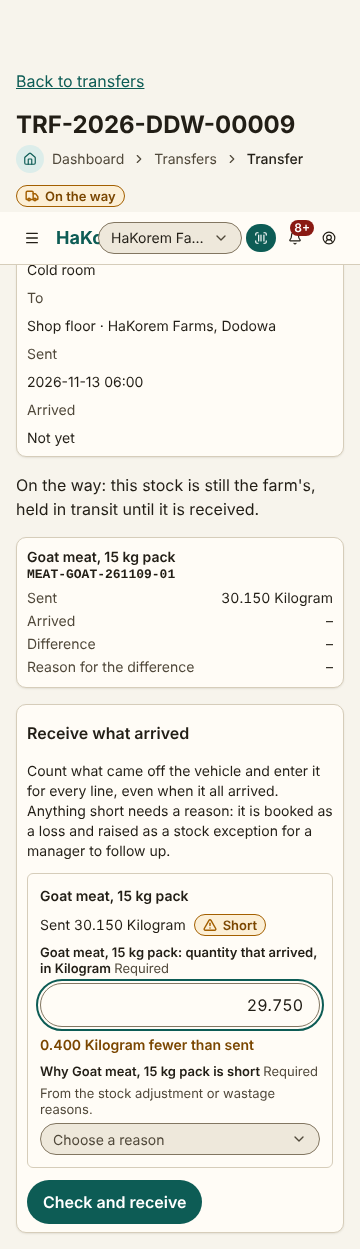 Back to transfers
TRF-2026-DDW-00009
Dashboard > Transfers > Transfer
On the way
HaKo HaKorem Fa... 8+
Cold room
To
Shop floor · HaKorem Farms, Dodowa
Sent
2026-11-13 06:00
Arrived
Not yet
On the way: this stock is still the farm's,
held in transit until it is received.
Goat meat, 15 kg pack
MEAT-GOAT-261109-01
Sent 30.150 Kilogram
Arrived –
Difference –
Reason for the difference –
Receive what arrived
Count what came off the vehicle and enter it
for every line, even when it all arrived.
Anything short needs a reason: it is booked as
a loss and raised as a stock exception for a
manager to follow up.
Goat meat, 15 kg pack
Sent 30.150 Kilogram Short
Goat meat, 15 kg pack: quantity that arrived,
in Kilogram Required
29.750
0.400 Kilogram fewer than sent
Why Goat meat, 15 kg pack is short Required
From the stock adjustment or wastage
reasons.
Choose a reason
Check and receive